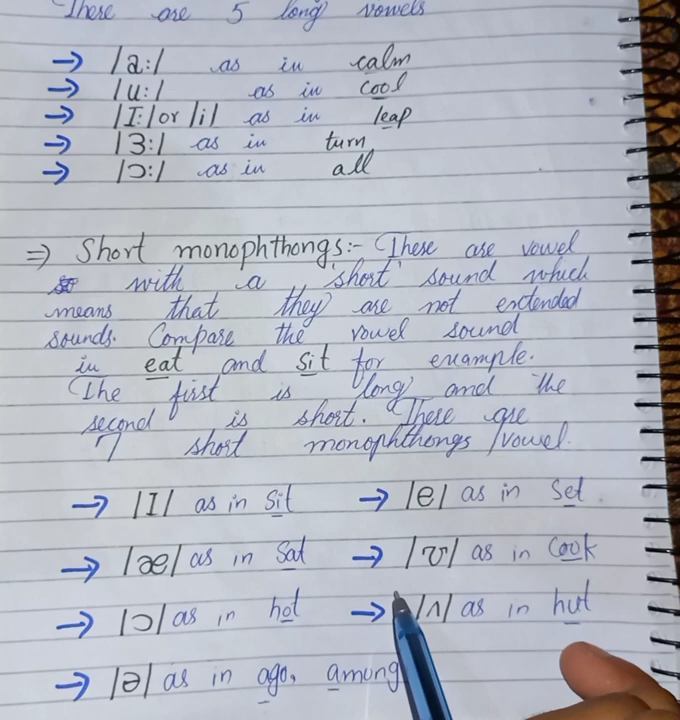 There are 5 long vowels
→ /a:/ as in calm
→ /u:/ as in cool
→ /I:/ or /i/ as in leap
→ /3:/ as in turn
→ /ɔ:/ as in all
⇒ Short monophthongs:- These are vowel
with a 'short' sound which
means that they are not extended
sounds. Compare the vowel sound
in eat and sit for example.
The first is long and the
second is short. There are
7 short monophthongs /vowel.
→ /I/ as in Sit → /e/ as in Set
→ /æ/ as in Sat → /ʊ/ as in Cook
→ /ɔ/ as in hot → /ʌ/ as in hut
→ /ə/ as in ago, among